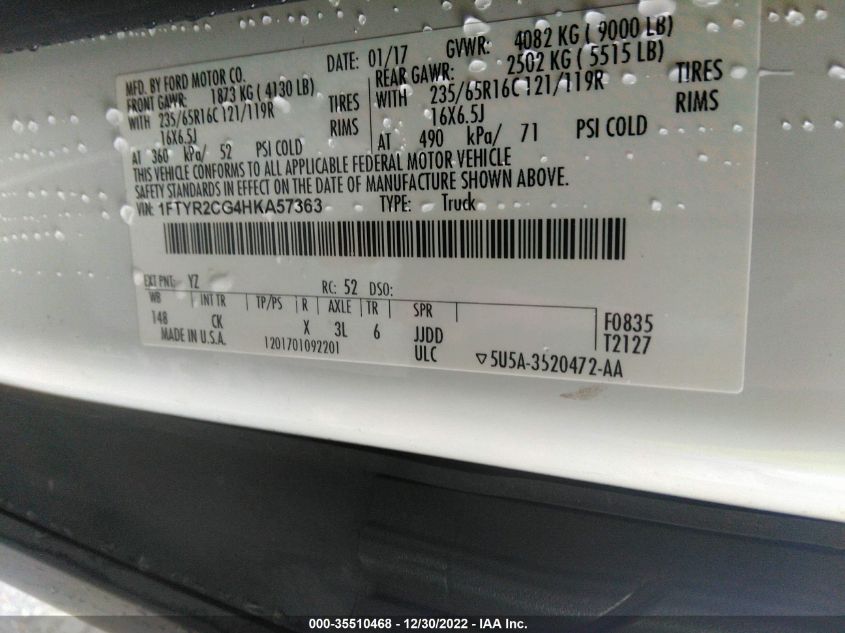 MFD. BY FORD MOTOR CO.
DATE: 01/17 GVWR: 4082 KG ( 9000 LB)
FRONT GAWR: 1873 KG ( 4130 LB)
REAR GAWR: 2502 KG ( 5515 LB)
WITH 235/65R16C 121/119R TIRES
WITH 235/65R16C 121/119R TIRES
16X6.5J RIMS
16X6.5J RIMS
AT 360 kPa/ 52 PSI COLD
AT 490 kPa/ 71 PSI COLD
THIS VEHICLE CONFORMS TO ALL APPLICABLE FEDERAL MOTOR VEHICLE
SAFETY STANDARDS IN EFFECT ON THE DATE OF MANUFACTURE SHOWN ABOVE.
VIN: 1FTYR2CG4HKA57363 TYPE: Truck
EXT PNT: YZ RC: 52 DSO:
WB INT TR TP/PS R AXLE TR SPR
148 CK X 3L 6 JJDD F0835
MADE IN U.S.A. 1201701092201 ULC T2127
▽5U5A-3520472-AA
000-35510468 - 12/30/2022 - IAA Inc.